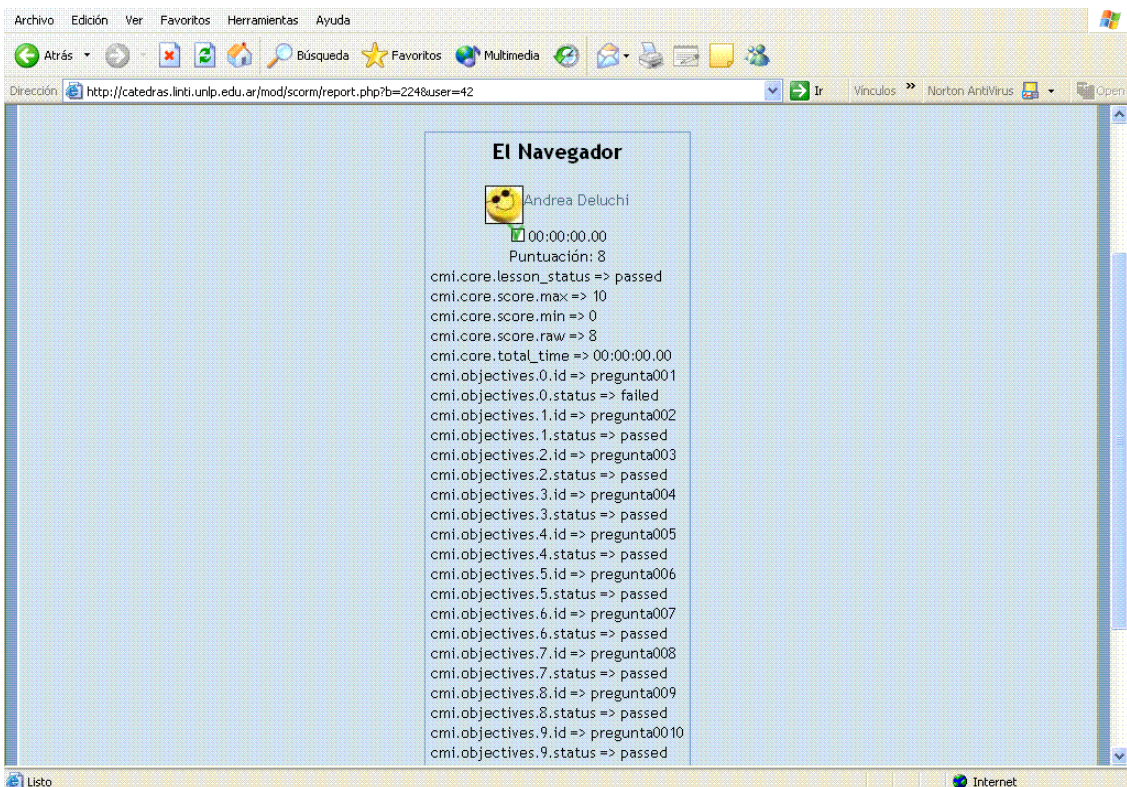 Archivo Edición Ver Favoritos Herramientas Ayuda
Atrás Búsqueda Favoritos Multimedia
Dirección http://catedras.linti.unlp.edu.ar/mod/scorm/report.php?b=224&user=42 Ir Vínculos » Norton AntiVirus Open
El Navegador
Andrea Deluchi
00:00:00.00
Puntuación: 8
cmi.core.lesson_status => passed
cmi.core.score.max => 10
cmi.core.score.min => 0
cmi.core.score.raw => 8
cmi.core.total_time => 00:00:00.00
cmi.objectives.0.id => pregunta001
cmi.objectives.0.status => failed
cmi.objectives.1.id => pregunta002
cmi.objectives.1.status => passed
cmi.objectives.2.id => pregunta003
cmi.objectives.2.status => passed
cmi.objectives.3.id => pregunta004
cmi.objectives.3.status => passed
cmi.objectives.4.id => pregunta005
cmi.objectives.4.status => passed
cmi.objectives.5.id => pregunta006
cmi.objectives.5.status => passed
cmi.objectives.6.id => pregunta007
cmi.objectives.6.status => passed
cmi.objectives.7.id => pregunta008
cmi.objectives.7.status => passed
cmi.objectives.8.id => pregunta009
cmi.objectives.8.status => passed
cmi.objectives.9.id => pregunta0010
cmi.objectives.9.status => passed
Listo Internet